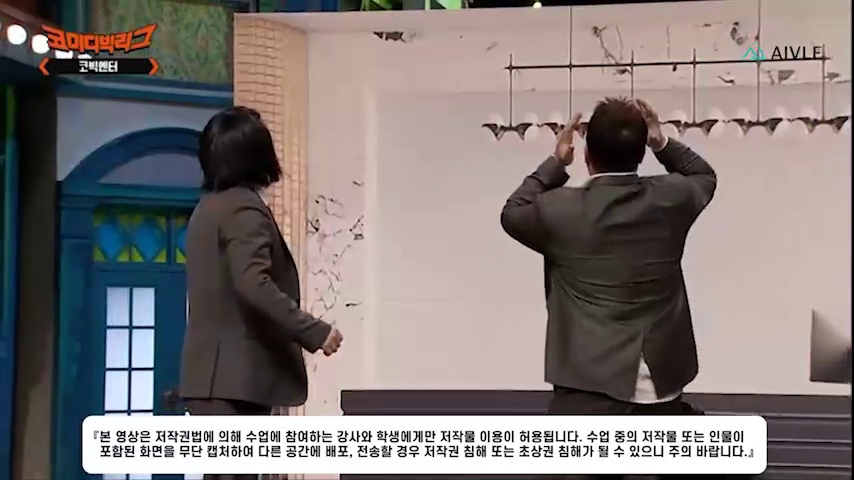 코미디빅리그
코빅엔터
AIVLE
『본 영상은 저작권법에 의해 수업에 참여하는 강사와 학생에게만 저작물 이용이 허용됩니다. 수업 중의 저작물 또는 인물이
포함된 화면을 무단 캡처하여 다른 공간에 배포, 전송할 경우 저작권 침해 또는 초상권 침해가 될 수 있으니 주의 바랍니다.』